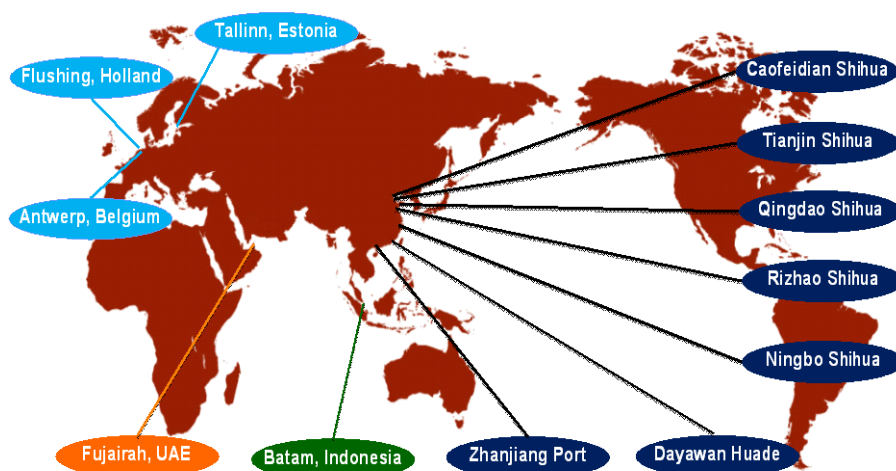 Tallinn, Estonia
Flushing, Holland
Antwerp, Belgium
Caofeidian Shihua
Tianjin Shihua
Qingdao Shihua
Rizhao Shihua
Ningbo Shihua
Fujairah, UAE
Batam, Indonesia
Zhanjiang Port
Dayawan Huade